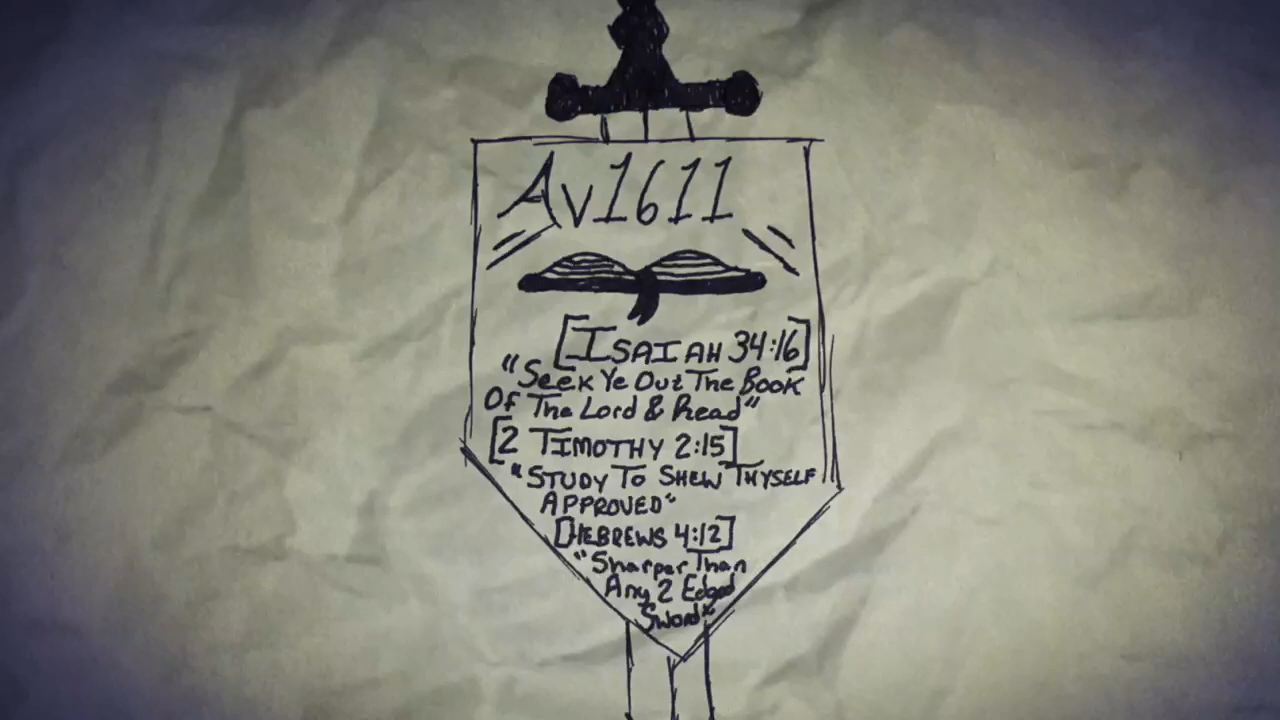 Av1611
[ISAIAH 34:16]
"Seek Ye Out The Book
Of The Lord & Read"
[2 TIMOTHY 2:15]
"STUDY TO SHEW THYSELF
APPROVED"
[HEBREWS 4:12]
"Sharper Than
Any 2 Edged
Sword"